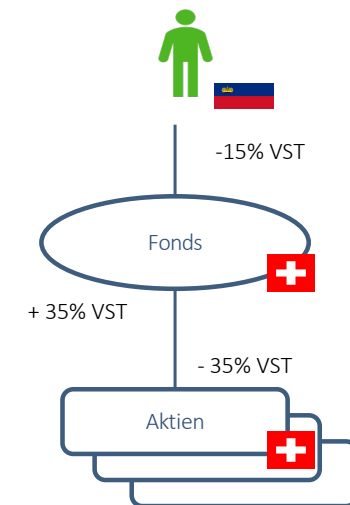 -15% VST
Fonds
+ 35% VST
- 35% VST
Aktien